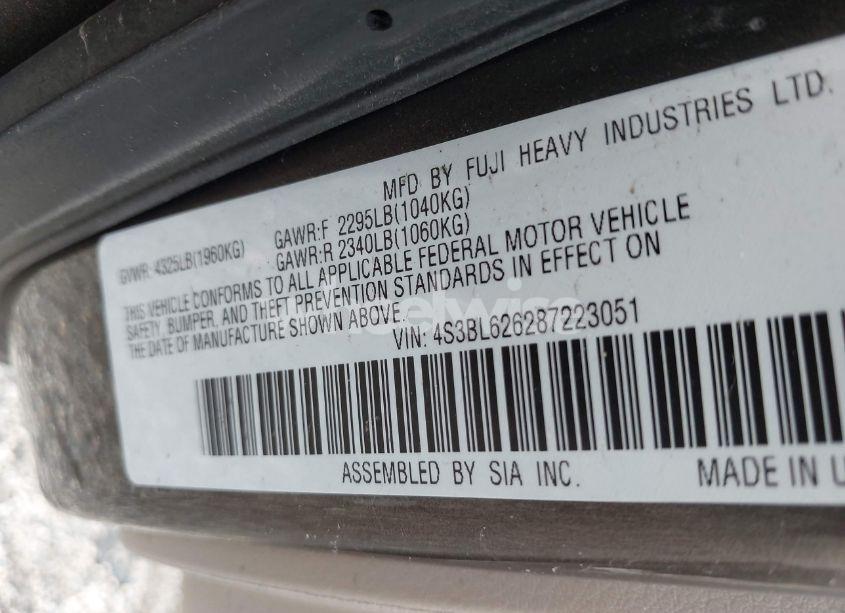 MFD BY FUJI HEAVY INDUSTRIES LTD.
GVWR: 4325LB(1960KG) GAWR:F 2295LB(1040KG)
GAWR:R 2340LB(1060KG)
THIS VEHICLE CONFORMS TO ALL APPLICABLE FEDERAL MOTOR VEHICLE
SAFETY, BUMPER, AND THEFT PREVENTION STANDARDS IN EFFECT ON
THE DATE OF MANUFACTURE SHOWN ABOVE.
VIN: 4S3BL626287223051
ASSEMBLED BY SIA INC. MADE IN U